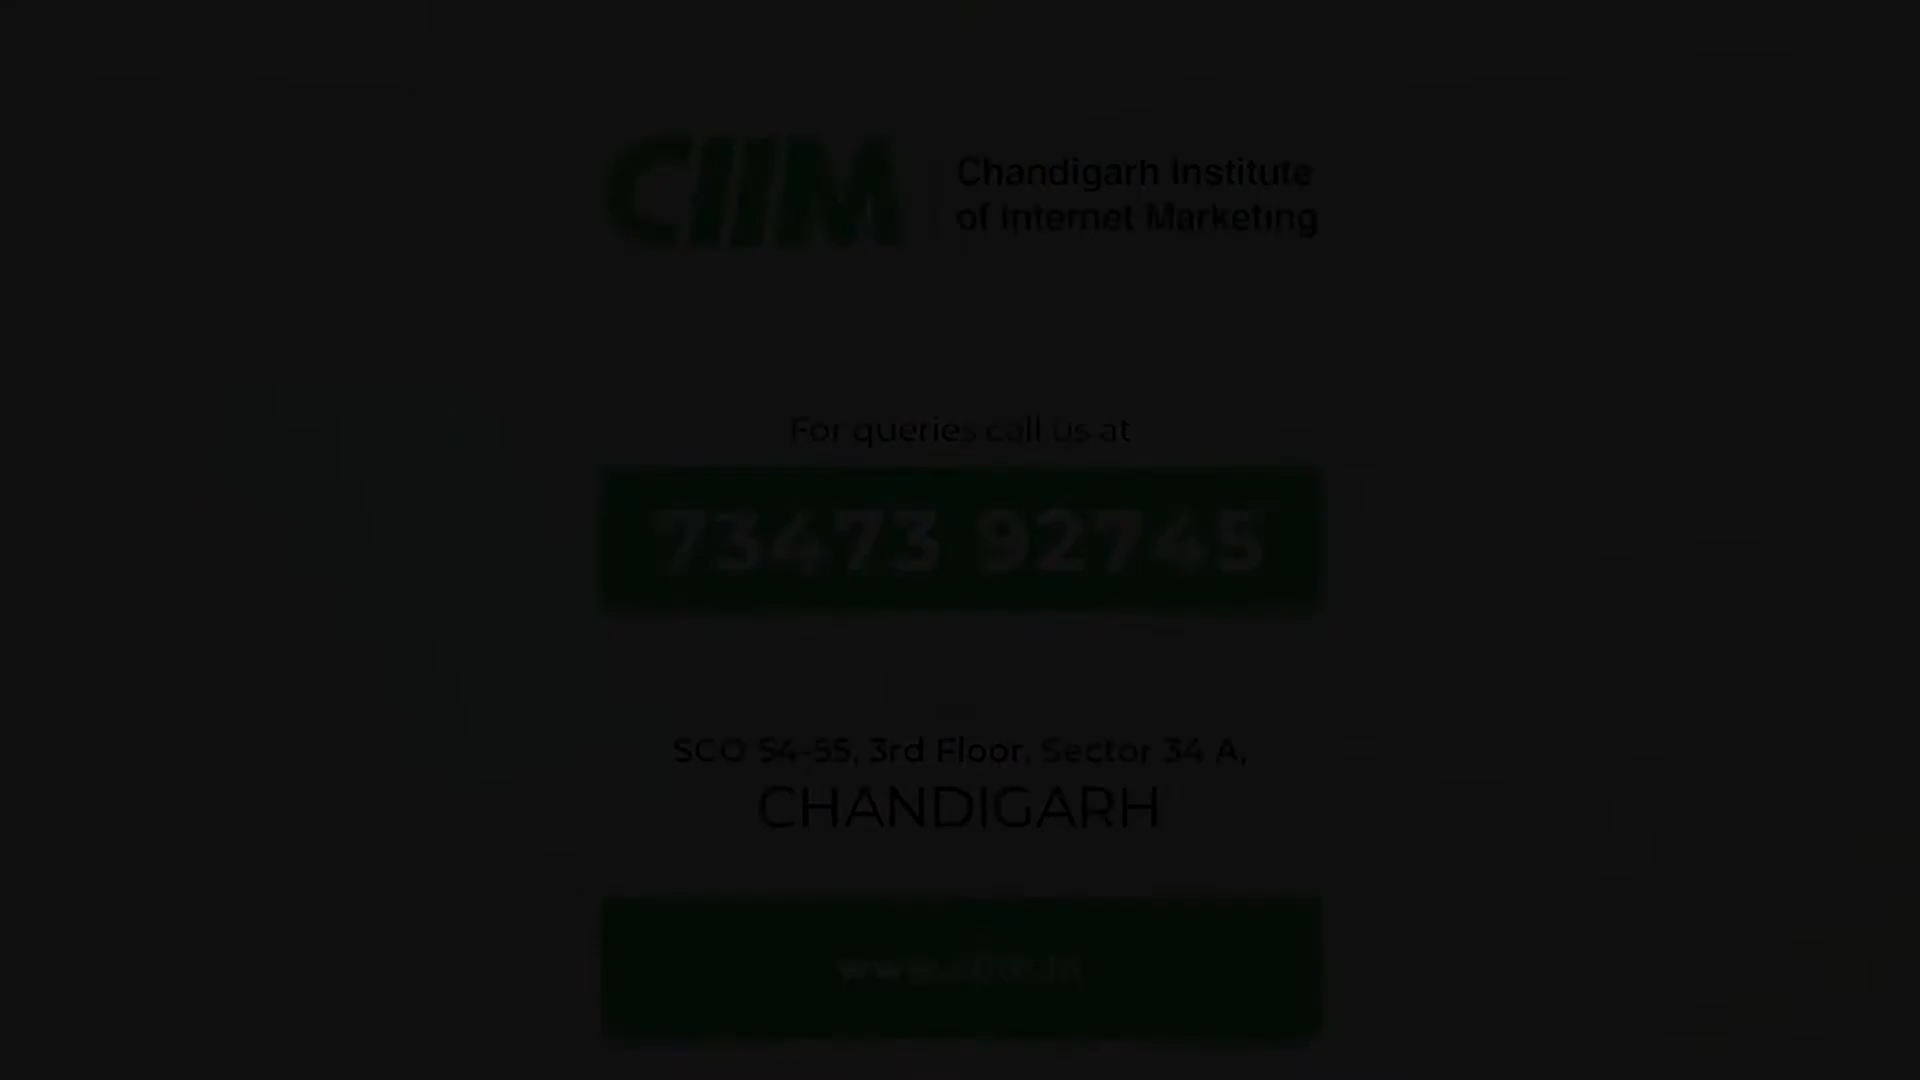 CIIM
Chandigarh Institute
of Internet Marketing
For queries call us at
73473 92745
SCO 54-55, 3rd Floor, Sector 34 A,
CHANDIGARH